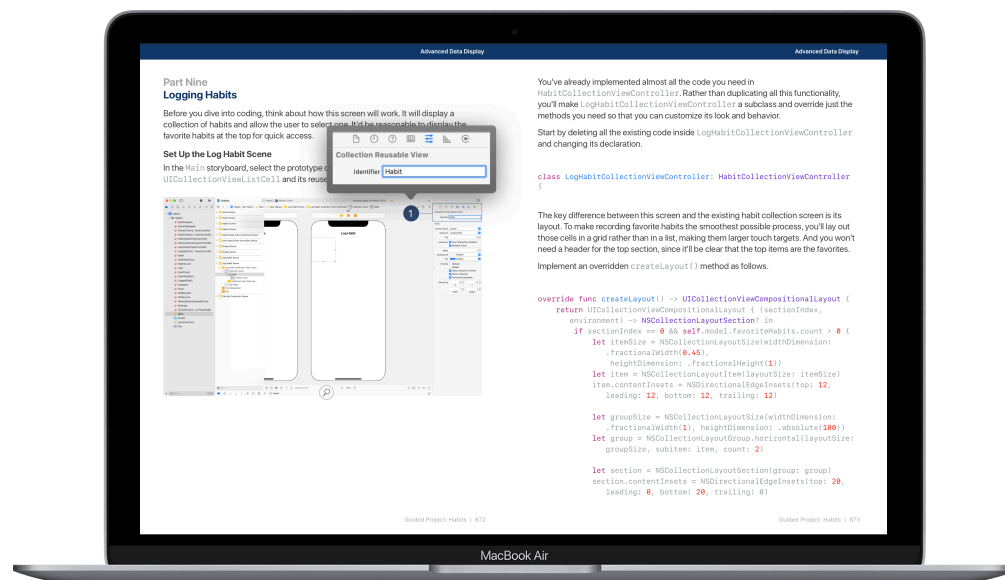 Advanced Data Display
Advanced Data Display
Part Nine
Logging Habits
Before you dive into coding, think about how this screen will work. It will display a
collection of habits and allow the user to select one. It'd be reasonable to display the
favorite habits at the top for quick access.
Set Up the Log Habit Scene
In the Main storyboard, select the prototype
UICollectionViewListCell and its reuse
Collection Reusable View
Identifier Habit
1
Log Habit
Guided Project: Habits | 872
You've already implemented almost all the code you need in
HabitCollectionViewController. Rather than duplicating all this functionality,
you'll make LogHabitCollectionViewController a subclass and override just the
methods you need so that you can customize its look and behavior.
Start by deleting all the existing code inside LogHabitCollectionViewController
and changing its declaration.
class LogHabitCollectionViewController: HabitCollectionViewController
{
The key difference between this screen and the existing habit collection screen is its
layout. To make recording favorite habits the smoothest possible process, you'll lay out
those cells in a grid rather than in a list, making them larger touch targets. And you won't
need a header for the top section, since it'll be clear that the top items are the favorites.
Implement an overridden createLayout() method as follows.
override func createLayout() -> UICollectionViewCompositionalLayout {
return UICollectionViewCompositionalLayout { (sectionIndex,
environment) -> NSCollectionLayoutSection? in
if sectionIndex == 0 && self.model.favoriteHabits.count > 0 {
let itemSize = NSCollectionLayoutSize(widthDimension:
.fractionalWidth(0.45),
heightDimension: .fractionalHeight(1))
let item = NSCollectionLayoutItem(layoutSize: itemSize)
item.contentInsets = NSDirectionalEdgeInsets(top: 12,
leading: 12, bottom: 12, trailing: 12)
let groupSize = NSCollectionLayoutSize(widthDimension:
.fractionalWidth(1), heightDimension: .absolute(100))
let group = NSCollectionLayoutGroup.horizontal(layoutSize:
groupSize, subitem: item, count: 2)
let section = NSCollectionLayoutSection(group: group)
section.contentInsets = NSDirectionalEdgeInsets(top: 20,
leading: 0, bottom: 20, trailing: 0)
Guided Project: Habits | 873
MacBook Air